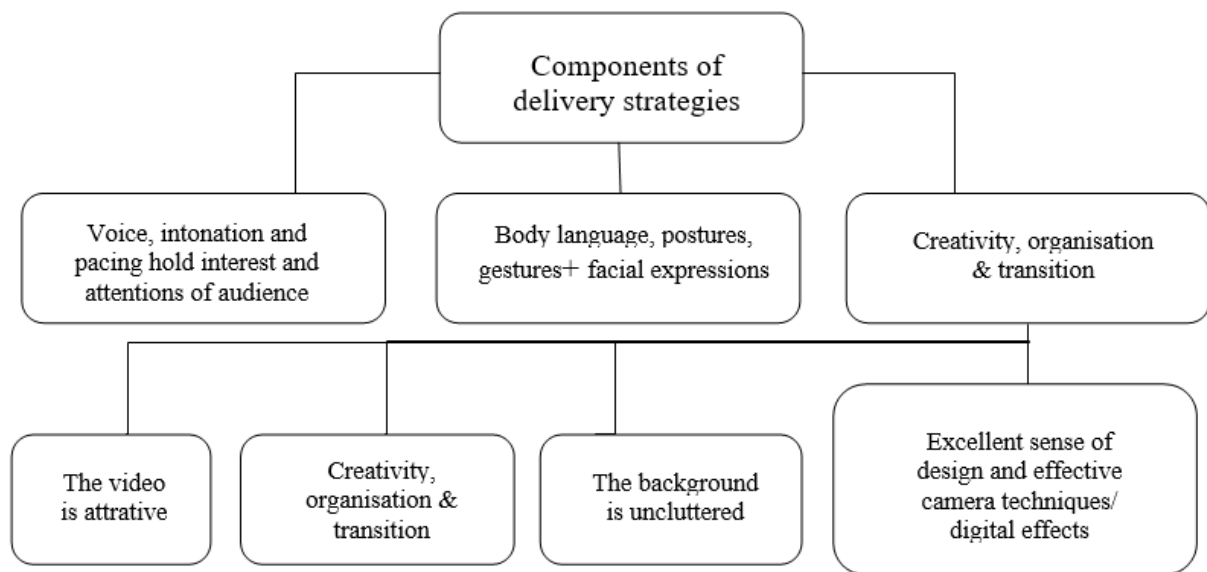 Components of
delivery strategies
Voice, intonation and
pacing hold interest and
attentions of audience
Body language, postures,
gestures+ facial expressions
Creativity, organisation
& transition
The video
is attrative
Creativity,
organisation &
transition
The background
is uncluttered
Excellent sense of
design and effective
camera techniques/
digital effects